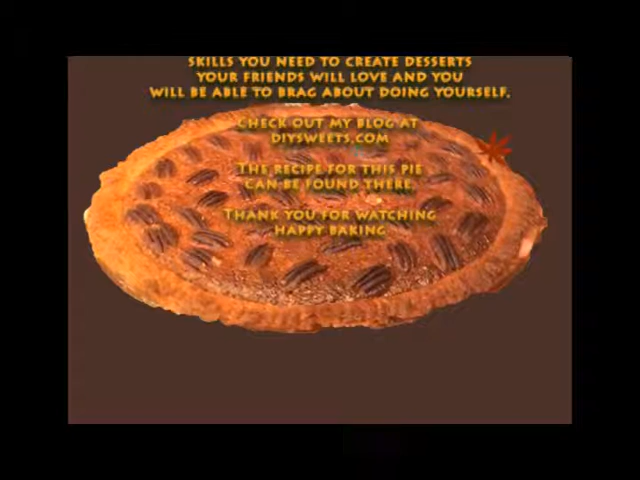 SKILLS YOU NEED TO CREATE DESSERTS
YOUR FRIENDS WILL LOVE AND YOU
WILL BE ABLE TO BRAG ABOUT DOING YOURSELF.
CHECK OUT MY BLOG AT
DIYSWEETS.COM
THE RECIPE FOR THIS PIE
CAN BE FOUND THERE.
THANK YOU FOR WATCHING
HAPPY BAKING